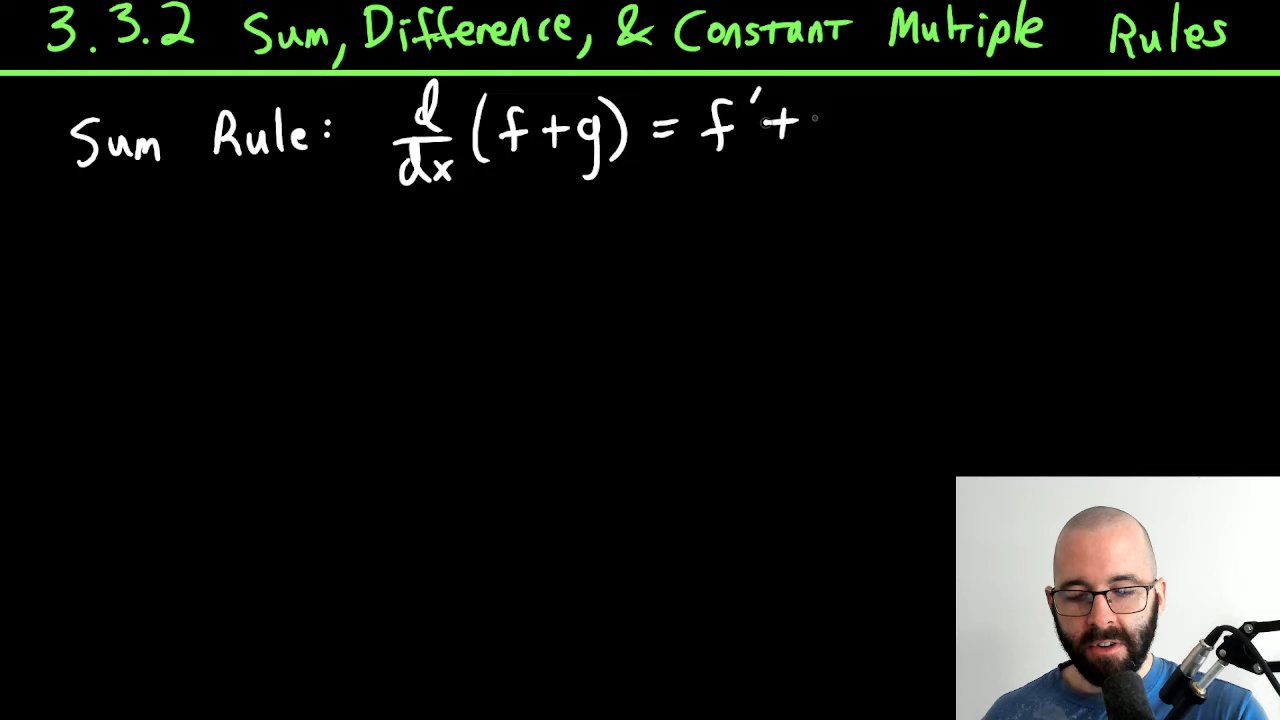 3.3.2 Sum, Difference, & Constant Multiple Rules
Sum Rule: d/dx (f+g) = f' +